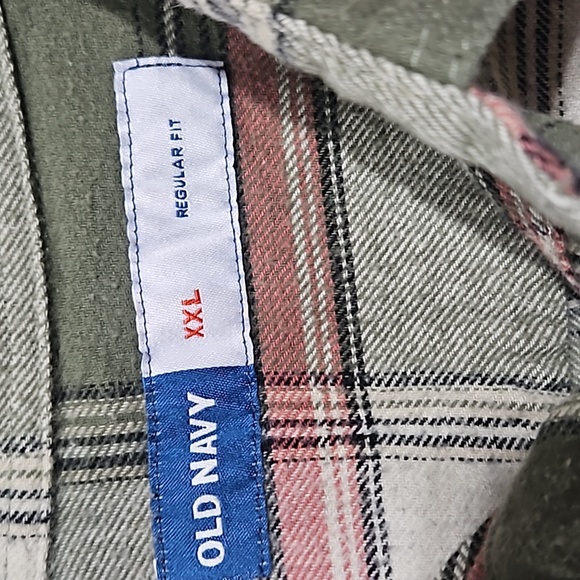 OLD NAVY
XXL
REGULAR FIT